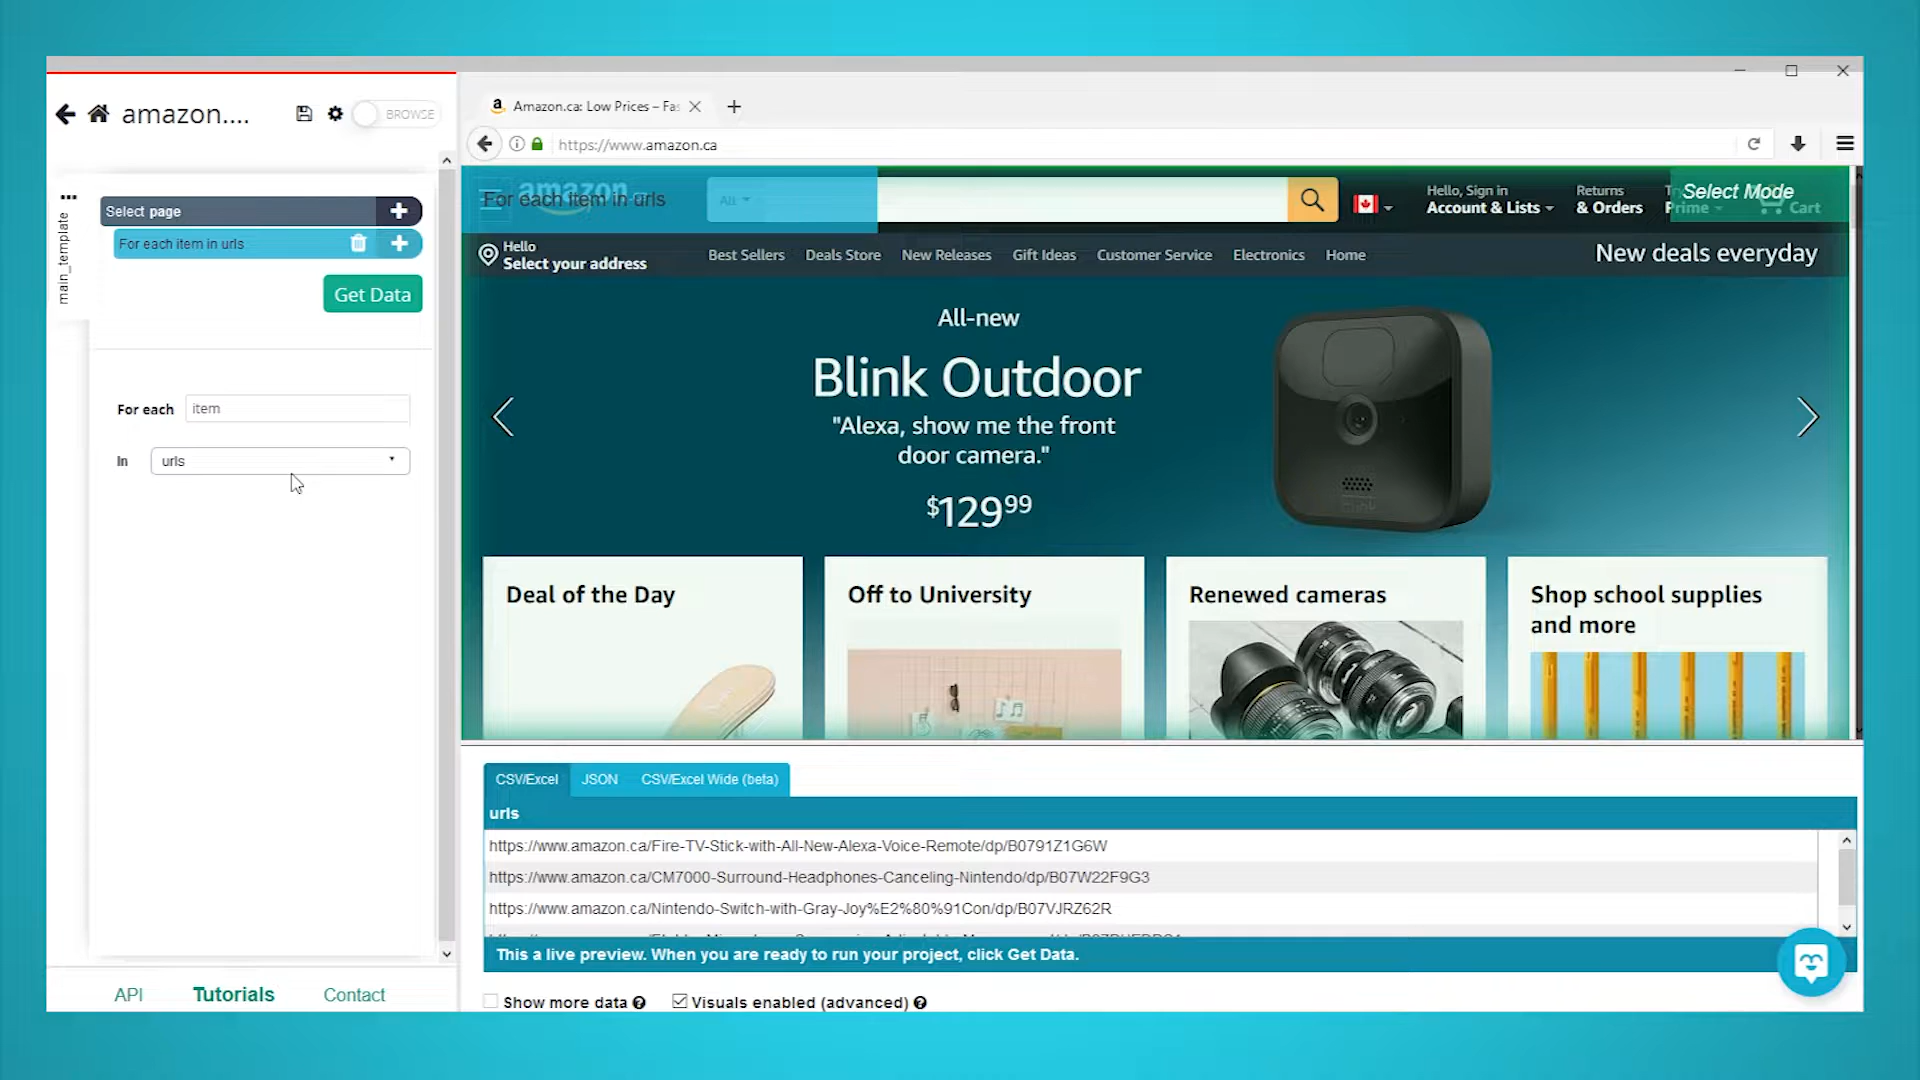 amazon....
BROWSE
main_template
Select page
For each item in urls
Get Data
For each item
In urls
API
Tutorials
Contact
Amazon.ca: Low Prices – Fas
https://www.amazon.ca
amazon
For each item in urls
All
Hello, Sign in
Account & Lists
Returns
& Orders
Prime
Select Mode
Cart
Hello
Select your address
Best Sellers
Deals Store
New Releases
Gift Ideas
Customer Service
Electronics
Home
New deals everyday
All-new
Blink Outdoor
"Alexa, show me the front
door camera."
$129 99
Deal of the Day
Off to University
Renewed cameras
Shop school supplies
and more
CSV/Excel
JSON
CSV/Excel Wide (beta)
urls
https://www.amazon.ca/Fire-TV-Stick-with-All-New-Alexa-Voice-Remote/dp/B0791Z1G6W
https://www.amazon.ca/CM7000-Surround-Headphones-Canceling-Nintendo/dp/B07W22F9G3
https://www.amazon.ca/Nintendo-Switch-with-Gray-Joy%E2%80%91Con/dp/B07VJRZ62R
This a live preview. When you are ready to run your project, click Get Data.
Show more data
Visuals enabled (advanced)